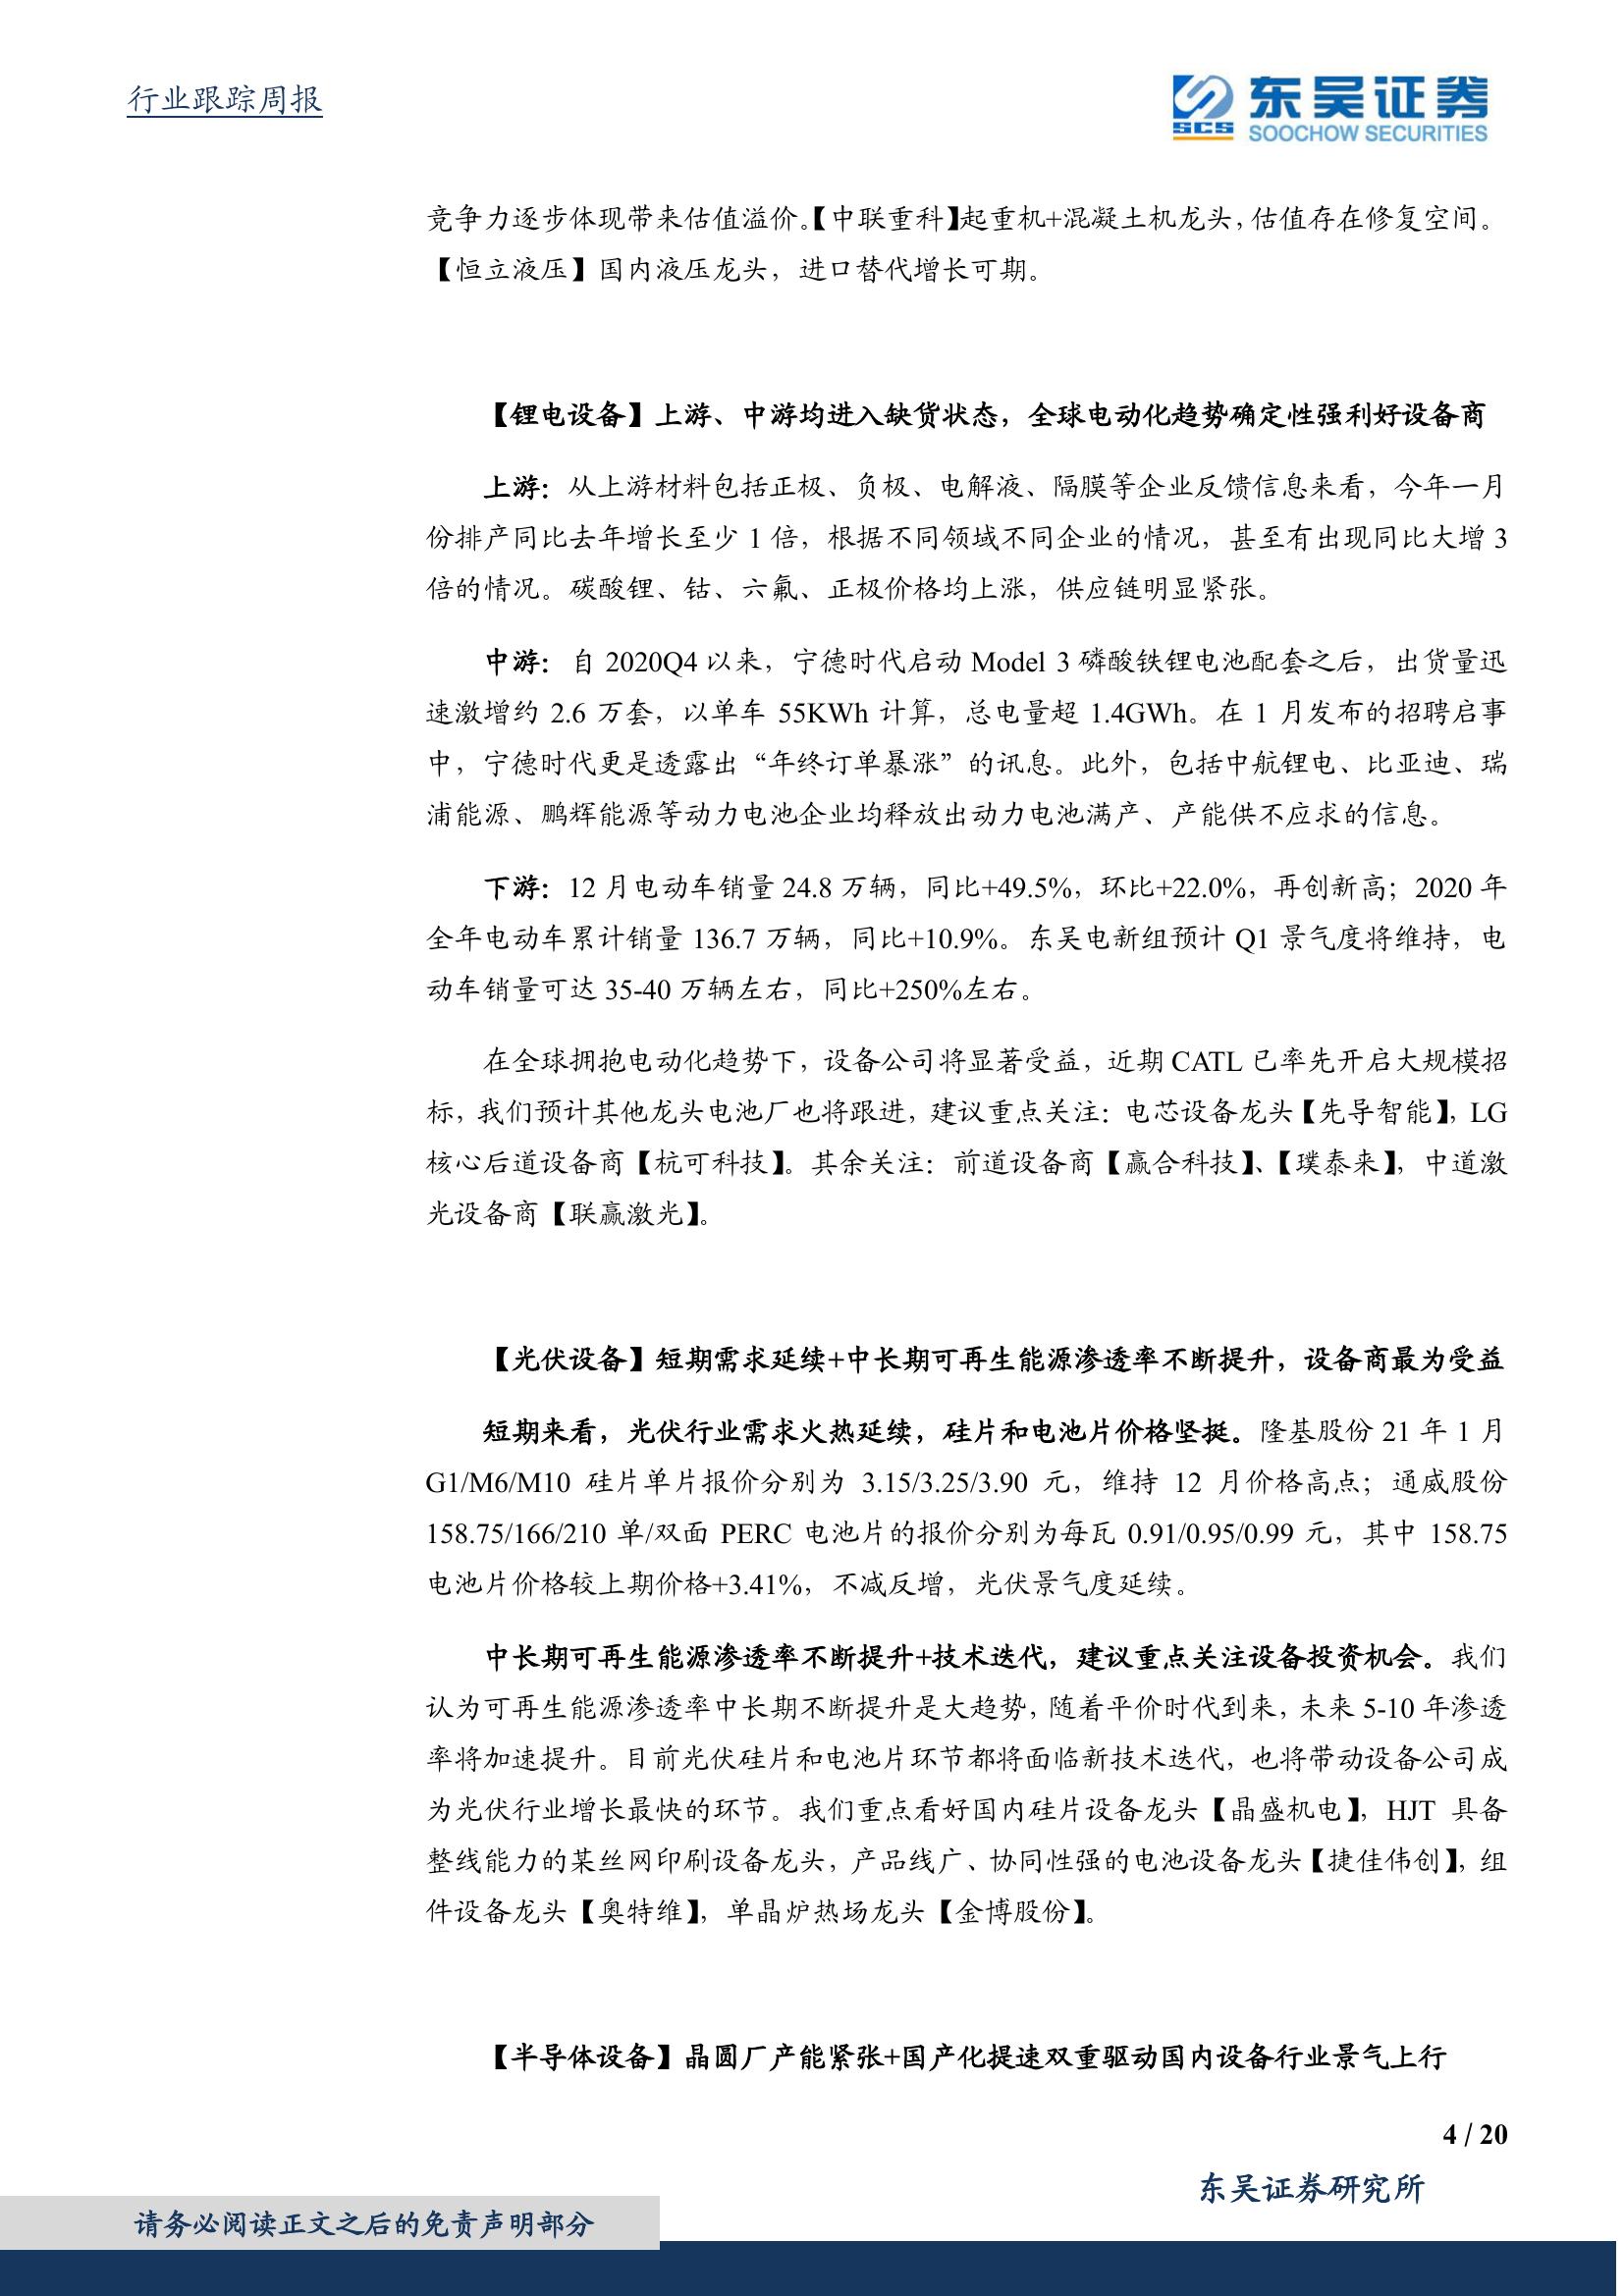 行业跟踪周报
SCS
东吴证券
SOOCHOW SECURITIES
竞争力逐步体现带来估值溢价。【中联重科】起重机+混凝土机龙头，估值存在修复空间。
【恒立液压】国内液压龙头，进口替代增长可期。
【锂电设备】上游、中游均进入缺货状态，全球电动化趋势确定性强利好设备商
上游：从上游材料包括正极、负极、电解液、隔膜等企业反馈信息来看，今年一月
份排产同比去年增长至少 1 倍，根据不同领域不同企业的情况，甚至有出现同比大增 3
倍的情况。碳酸锂、钴、六氟、正极价格均上涨，供应链明显紧张。
中游：自 2020Q4 以来，宁德时代启动 Model 3 磷酸铁锂电池配套之后，出货量迅
速激增约 2.6 万套，以单车 55KWh 计算，总电量超 1.4GWh。在 1 月发布的招聘启事
中，宁德时代更是透露出“年终订单暴涨”的讯息。此外，包括中航锂电、比亚迪、瑞
浦能源、鹏辉能源等动力电池企业均释放出动力电池满产、产能供不应求的信息。
下游：12 月电动车销量 24.8 万辆，同比+49.5%，环比+22.0%，再创新高；2020 年
全年电动车累计销量 136.7 万辆，同比+10.9%。东吴电新组预计 Q1 景气度将维持，电
动车销量可达 35-40 万辆左右，同比+250%左右。
在全球拥抱电动化趋势下，设备公司将显著受益，近期 CATL 已率先开启大规模招
标，我们预计其他龙头电池厂也将跟进，建议重点关注：电芯设备龙头【先导智能】，LG
核心后道设备商【杭可科技】。其余关注：前道设备商【赢合科技】、【璞泰来】，中道激
光设备商【联赢激光】。
【光伏设备】短期需求延续+中长期可再生能源渗透率不断提升，设备商最为受益
短期来看，光伏行业需求火热延续，硅片和电池片价格坚挺。隆基股份 21 年 1 月
G1/M6/M10 硅片单片报价分别为 3.15/3.25/3.90 元，维持 12 月价格高点；通威股份
158.75/166/210 单/双面 PERC 电池片的报价分别为每瓦 0.91/0.95/0.99 元，其中 158.75
电池片价格较上期价格+3.41%，不减反增，光伏景气度延续。
中长期可再生能源渗透率不断提升+技术迭代，建议重点关注设备投资机会。我们
认为可再生能源渗透率中长期不断提升是大趋势，随着平价时代到来，未来 5-10 年渗透
率将加速提升。目前光伏硅片和电池片环节都将面临新技术迭代，也将带动设备公司成
为光伏行业增长最快的环节。我们重点看好国内硅片设备龙头【晶盛机电】，HJT 具备
整线能力的某丝网印刷设备龙头，产品线广、协同性强的电池设备龙头【捷佳伟创】，组
件设备龙头【奥特维】，单晶炉热场龙头【金博股份】。
【半导体设备】晶圆厂产能紧张+国产化提速双重驱动国内设备行业景气上行
4 / 20
东吴证券研究所
请务必阅读正文之后的免责声明部分